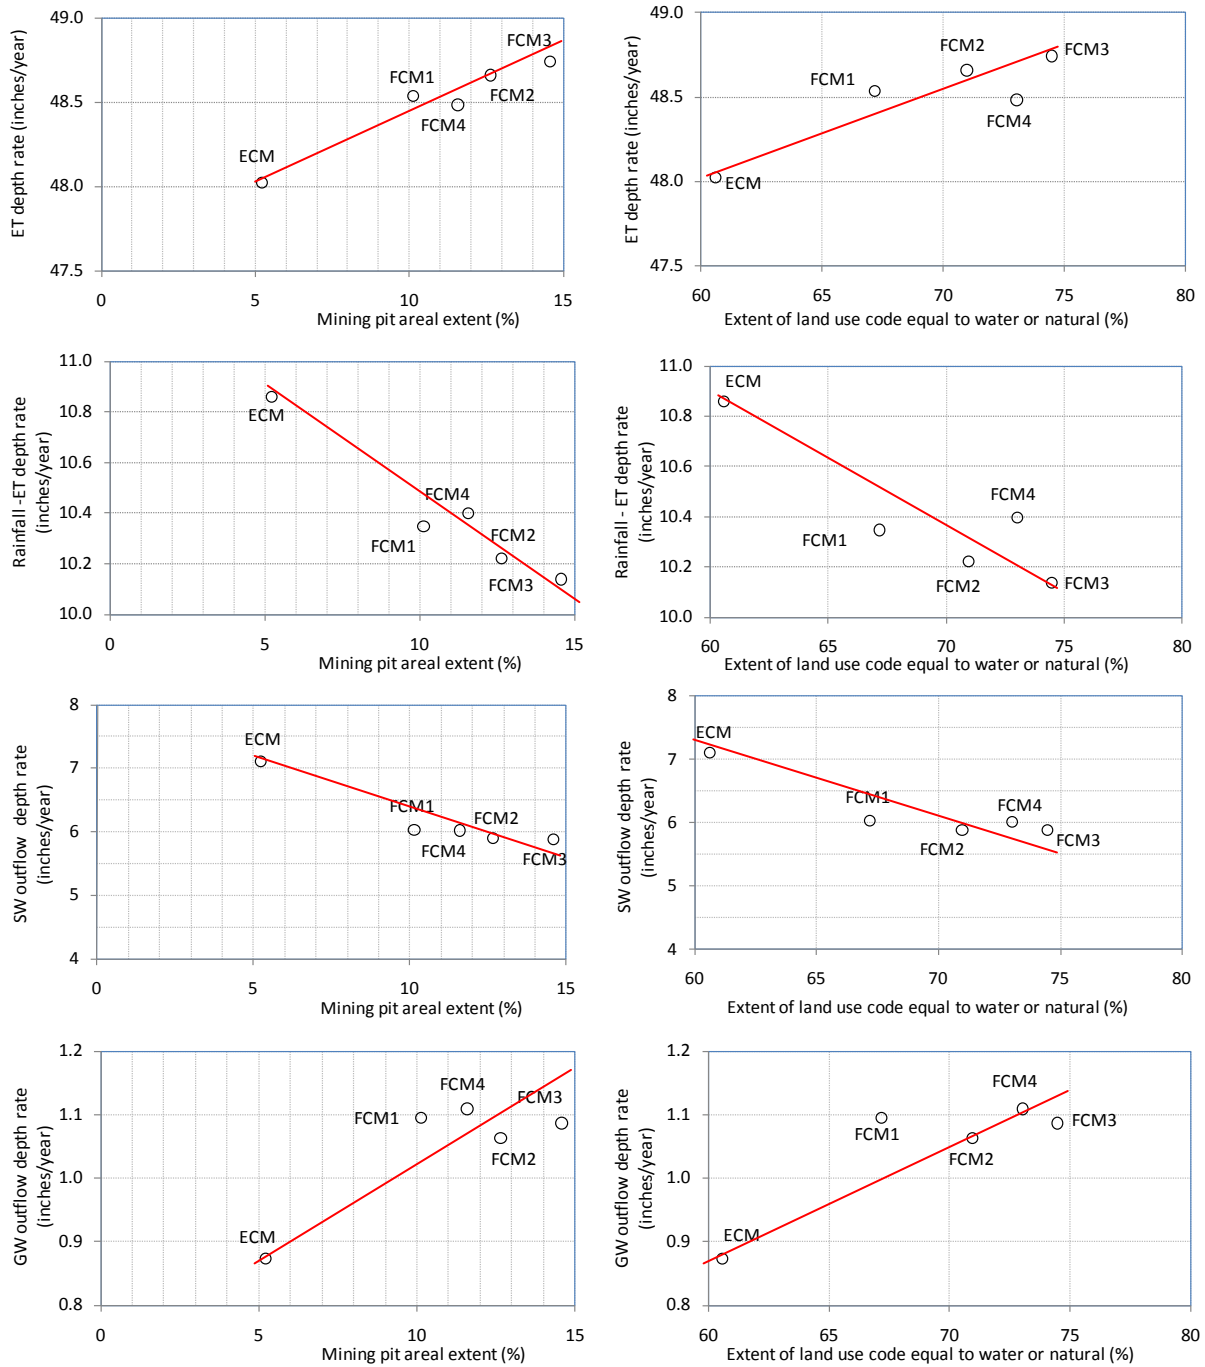 49.0
48.5
48.0
47.5
ET depth rate (inches/year)
FCM3
FCM1
FCM2
FCM4
ECM
0
5
10
15
Mining pit areal extent (%)
49.0
48.5
48.0
47.5
ET depth rate (inches/year)
FCM2
FCM3
FCM1
FCM4
ECM
60
65
70
75
80
Extent of land use code equal to water or natural (%)
11.0
10.8
10.6
10.4
10.2
10.0
Rainfall -ET depth rate
(inches/year)
ECM
FCM4
FCM2
FCM1
FCM3
0
5
10
15
Mining pit areal extent (%)
11.0
10.8
10.6
10.4
10.2
10.0
Rainfall - ET depth rate
(inches/year)
ECM
FCM4
FCM1
FCM2
FCM3
60
65
70
75
80
Extent of land use code equal to water or natural (%)
8
7
6
5
4
SW outflow depth rate
(inches/year)
ECM
FCM1
FCM2
FCM4
FCM3
0
5
10
15
Mining pit areal extent (%)
8
7
6
5
4
SW outflow depth rate
(inches/year)
ECM
FCM1
FCM4
FCM2
FCM3
60
65
70
75
80
Extent of land use code equal to water or natural (%)
1.2
1.1
1.0
0.9
0.8
GW outflow depth rate
(inches/year)
FCM4
FCM3
FCM1
FCM2
ECM
0
5
10
15
Mining pit areal extent (%)
1.2
1.1
1.0
0.9
0.8
GW outflow depth rate
(inches/year)
FCM4
FCM3
FCM1
FCM2
ECM
60
65
70
75
80
Extent of land use code equal to water or natural (%)